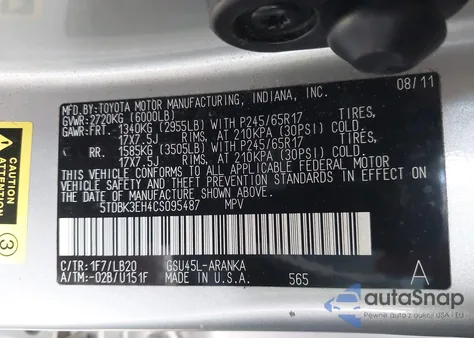 MFD.BY: TOYOTA MOTOR MANUFACTURING, INDIANA, INC.
08/11
GVWR: 2720KG (6000LB)
GAWR: FRT. 1340KG (2955LB) WITH P245/65R17
17X7.5J RIMS, AT 210KPA (30PSI) COLD,
RR. 1585KG (3505LB) WITH P245/65R17
17X7.5J RIMS, AT 210KPA (30PSI) COLD.
THIS VEHICLE CONFORMS TO ALL APPLICABLE FEDERAL MOTOR
VEHICLE SAFETY AND THEFT PREVENTION STANDARDS IN EFFECT ON
THE DATE OF MANUFACTURE SHOWN ABOVE.
5TDBK3EH4CS095487 MPV
C/TR: 1F7/LB20 GSU45L-ARANKA
A/TM: -02B/U151F MADE IN U.S.A. 565
A
CAUTION
3
autoSnap
Pewne auta z USA